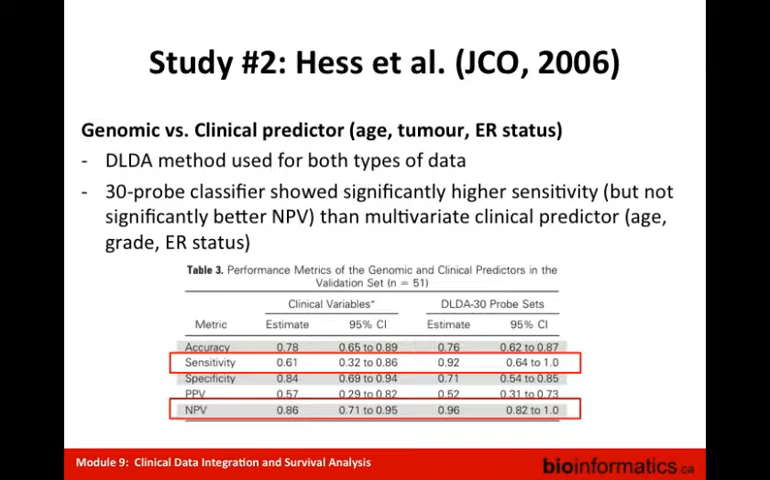 Study #2: Hess et al. (JCO, 2006)
Genomic vs. Clinical predictor (age, tumour, ER status)
- DLDA method used for both types of data
- 30-probe classifier showed significantly higher sensitivity (but not
significantly better NPV) than multivariate clinical predictor (age,
grade, ER status)
Table 3. Performance Metrics of the Genomic and Clinical Predictors in the
Validation Set (n = 51)
Clinical Variables* DLDA-30 Probe Sets
Metric Estimate 95% CI Estimate 95% CI
Accuracy 0.78 0.65 to 0.89 0.76 0.62 to 0.87
Sensitivity 0.61 0.32 to 0.86 0.92 0.64 to 1.0
Specificity 0.84 0.69 to 0.94 0.71 0.54 to 0.85
PPV 0.57 0.29 to 0.82 0.52 0.31 to 0.73
NPV 0.86 0.71 to 0.95 0.96 0.82 to 1.0
Module 9: Clinical Data Integration and Survival Analysis
bioinformatics.ca